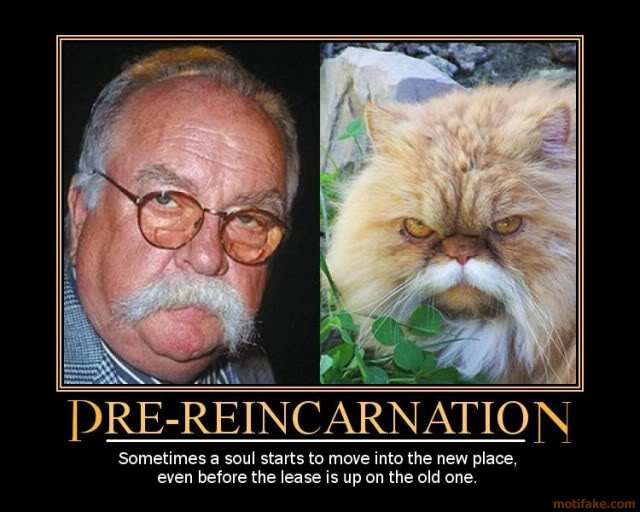 PRE-REINCARNATION
Sometimes a soul starts to move into the new place,
even before the lease is up on the old one.
motifake.com